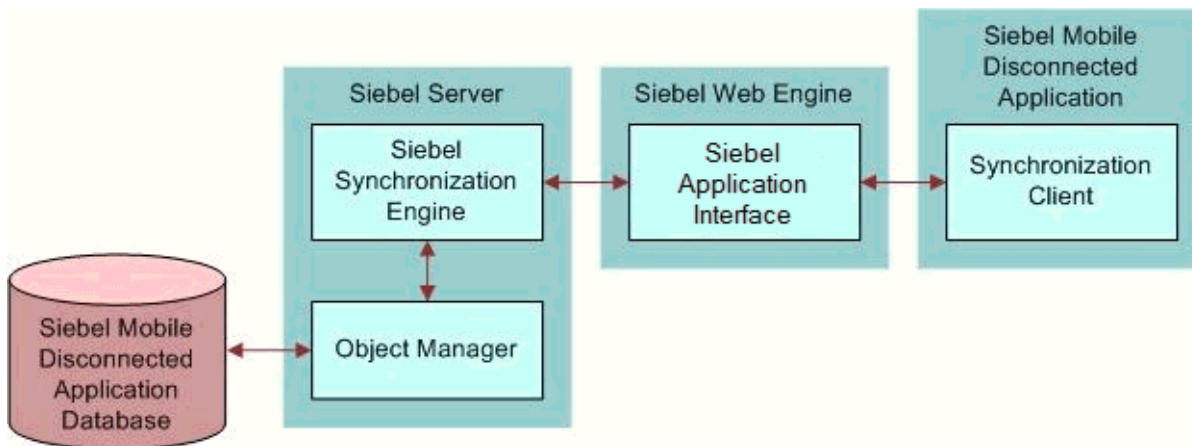 Siebel Server
Siebel
Synchronization
Engine
Object Manager
Siebel Web Engine
Siebel
Application
Interface
Siebel Mobile
Disconnected
Application
Synchronization
Client
Siebel Mobile
Disconnected
Application
Database